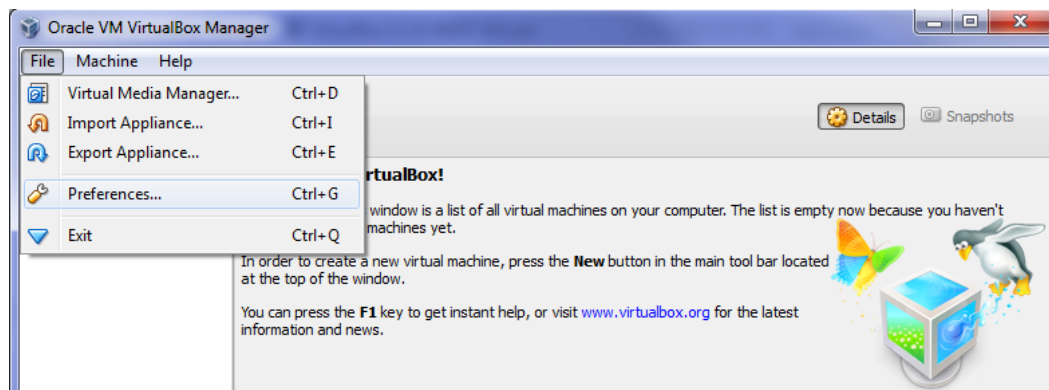 Oracle VM VirtualBox Manager
File Machine Help
Virtual Media Manager... Ctrl+D
Import Appliance... Ctrl+I
Export Appliance... Ctrl+E
Preferences... Ctrl+G
Exit Ctrl+Q
Details Snapshots
rtualBox!
window is a list of all virtual machines on your computer. The list is empty now because you haven't
machines yet.
In order to create a new virtual machine, press the New button in the main tool bar located
at the top of the window.
You can press the F1 key to get instant help, or visit www.virtualbox.org for the latest
information and news.